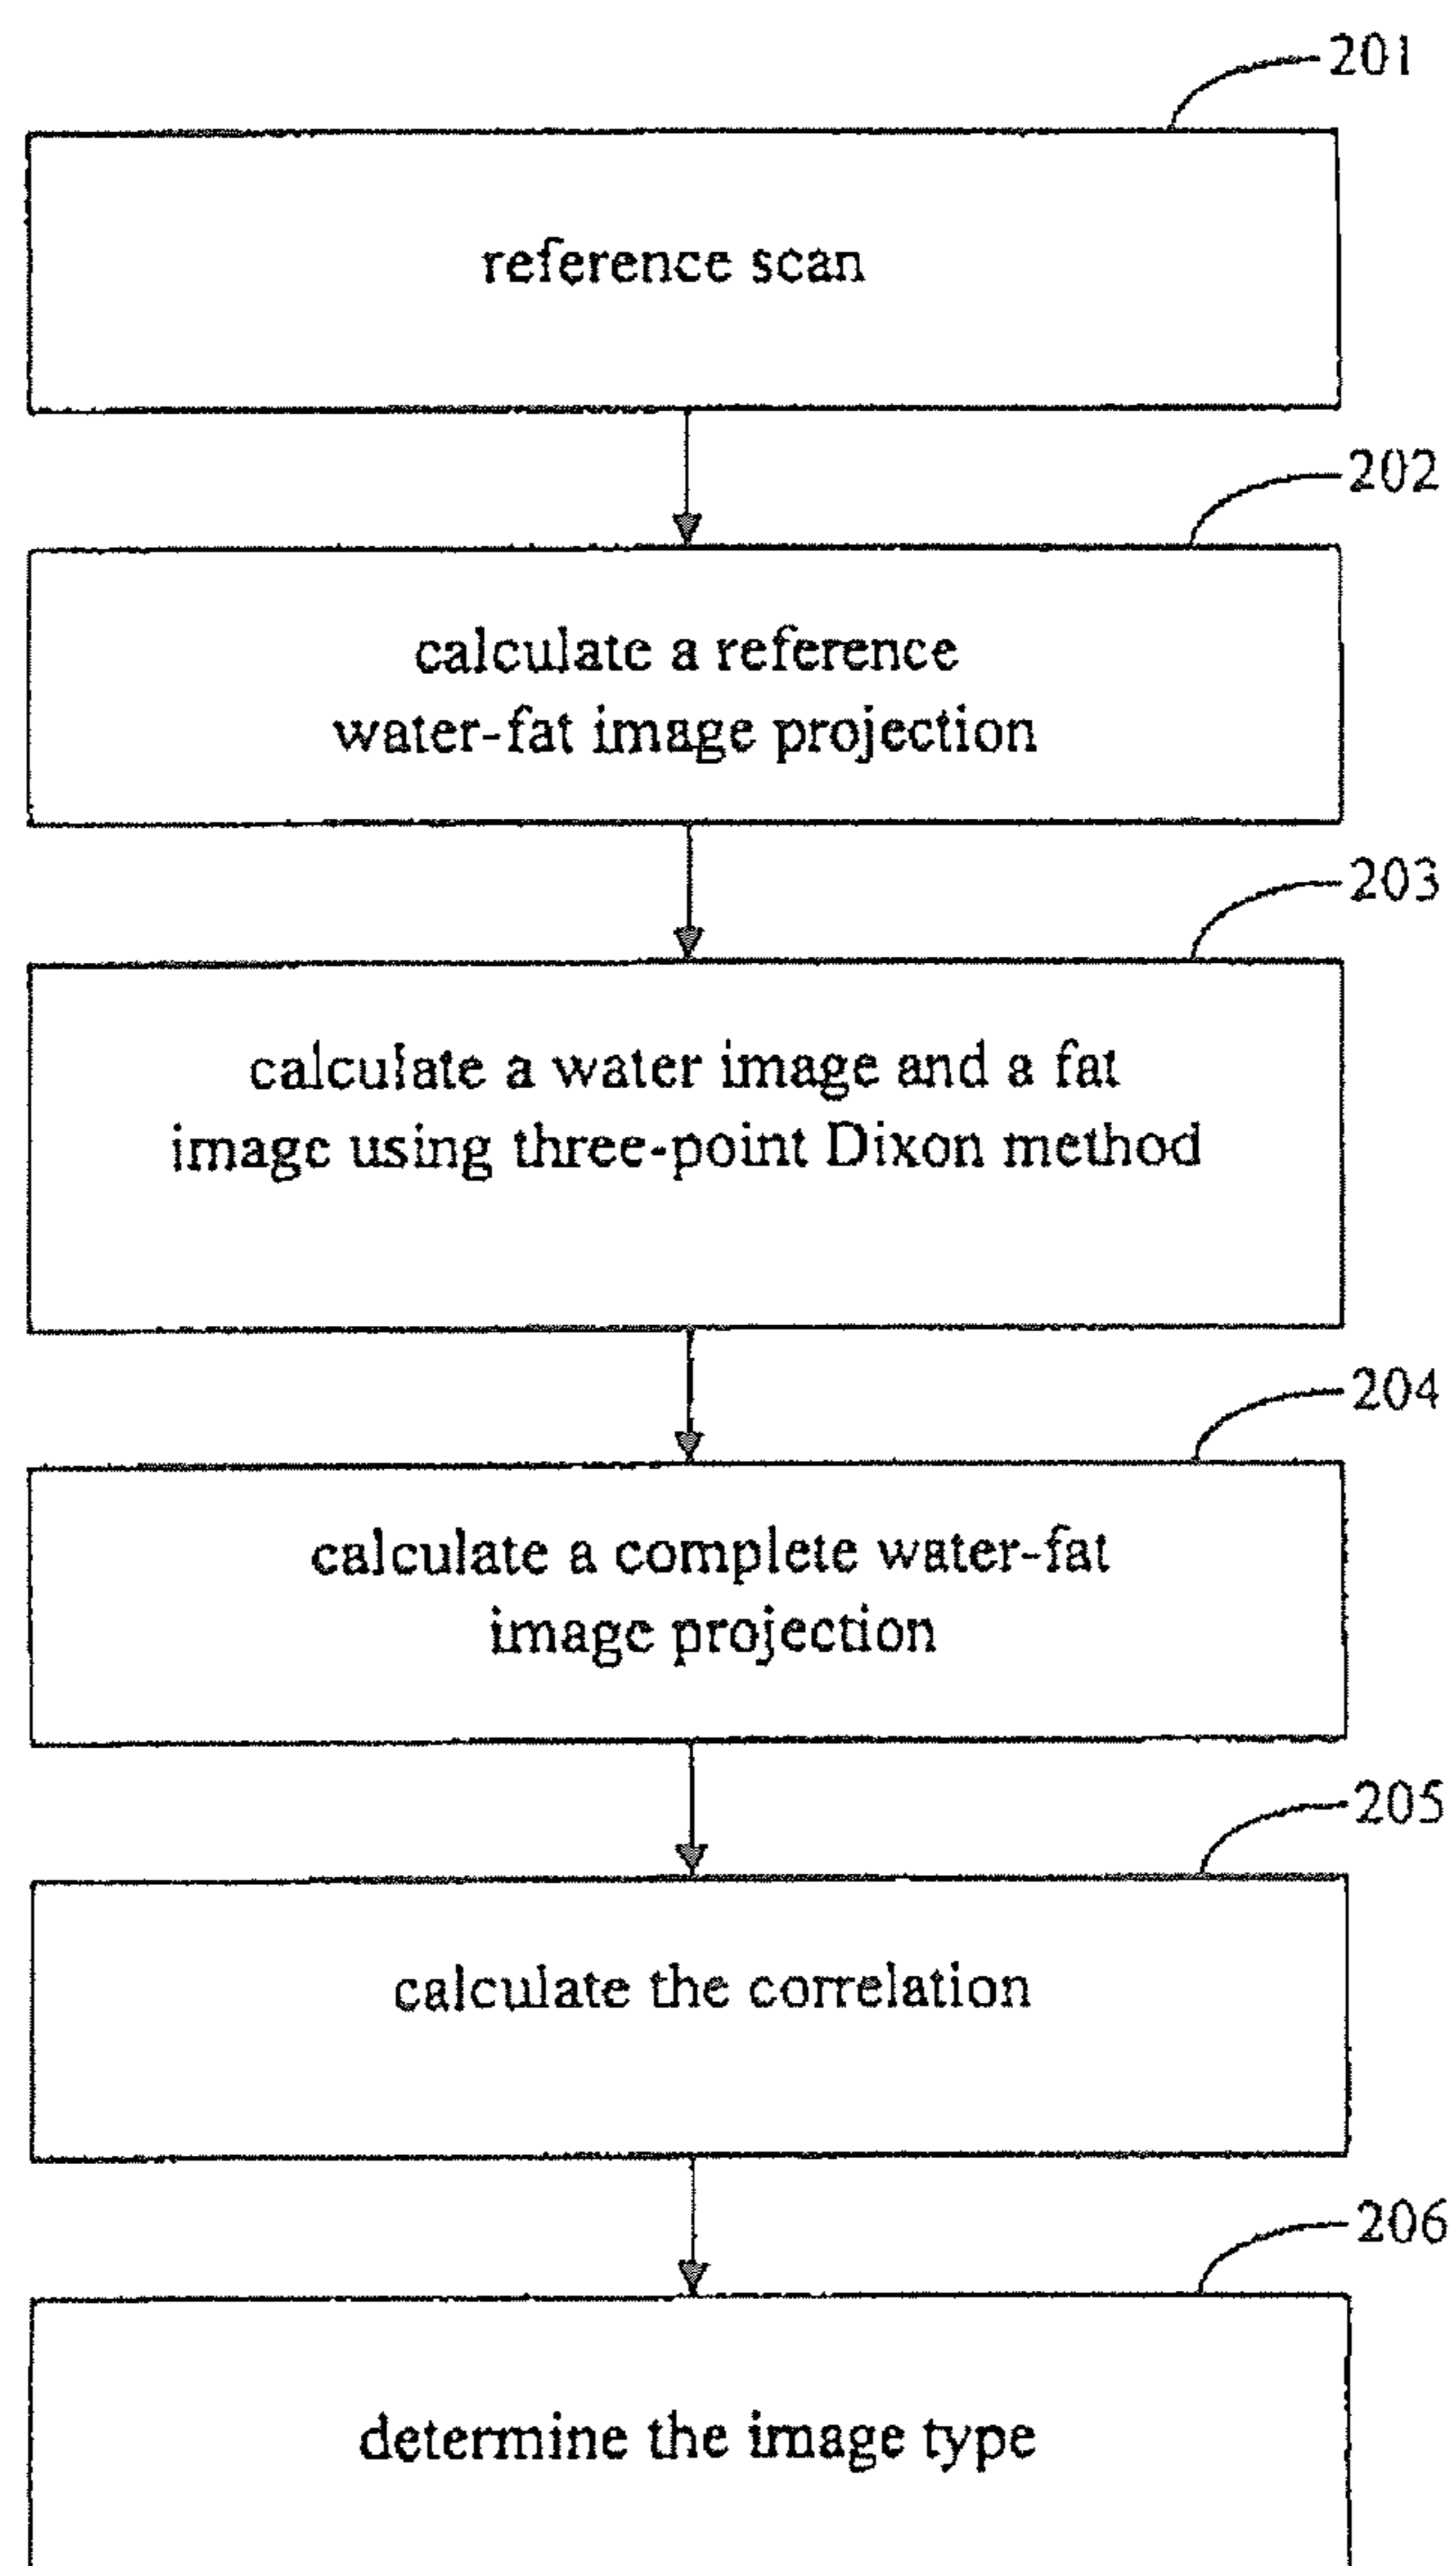 201
reference scan
202
calculate a reference
water-fat image projection
203
calculate a water image and a fat
image using three-point Dixon method
204
calculate a complete water-fat
image projection
205
calculate the correlation
206
determine the image type